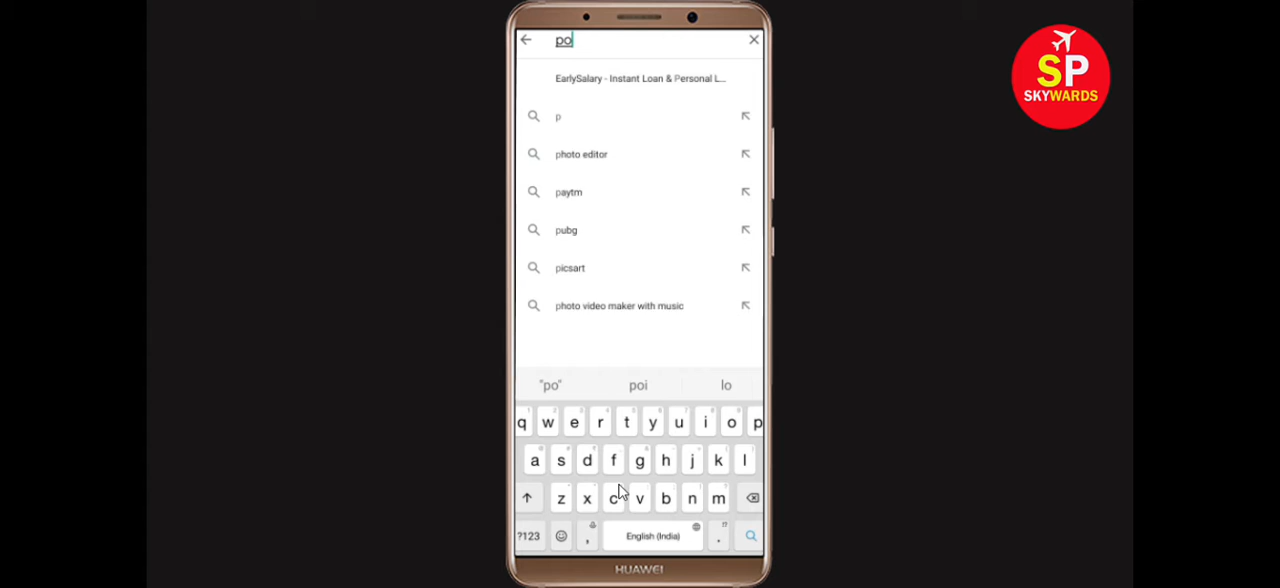 po
SP
SKYWARDS
EarlySalary - Instant Loan & Personal L...
p
photo editor
paytm
pubg
picsart
photo video maker with music
"po" poi lo
q w e r t y u i o p
a s d f g h j k l
z x c v b n m
?123 , English (India) .
HUAWEI